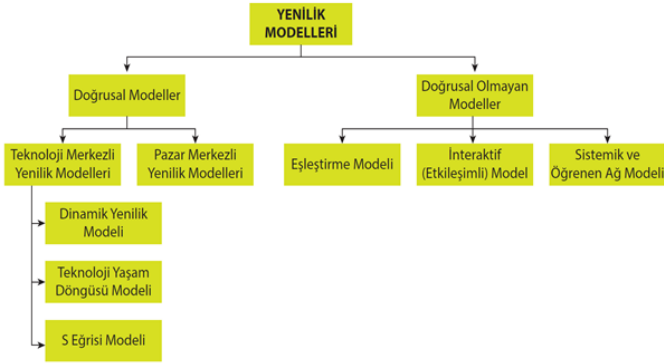 YENİLİK
MODELLERİ
Doğrusal Modeller
Doğrusal Olmayan
Modeller
Teknoloji Merkezli
Yenilik Modelleri
Pazar Merkezli
Yenilik Modelleri
Eşleştirme Modeli
İnteraktif
(Etkileşimli) Model
Sistemik ve
Öğrenen Ağ Modeli
Dinamik Yenilik
Modeli
Teknoloji Yaşam
Döngüsü Modeli
S Eğrisi Modeli